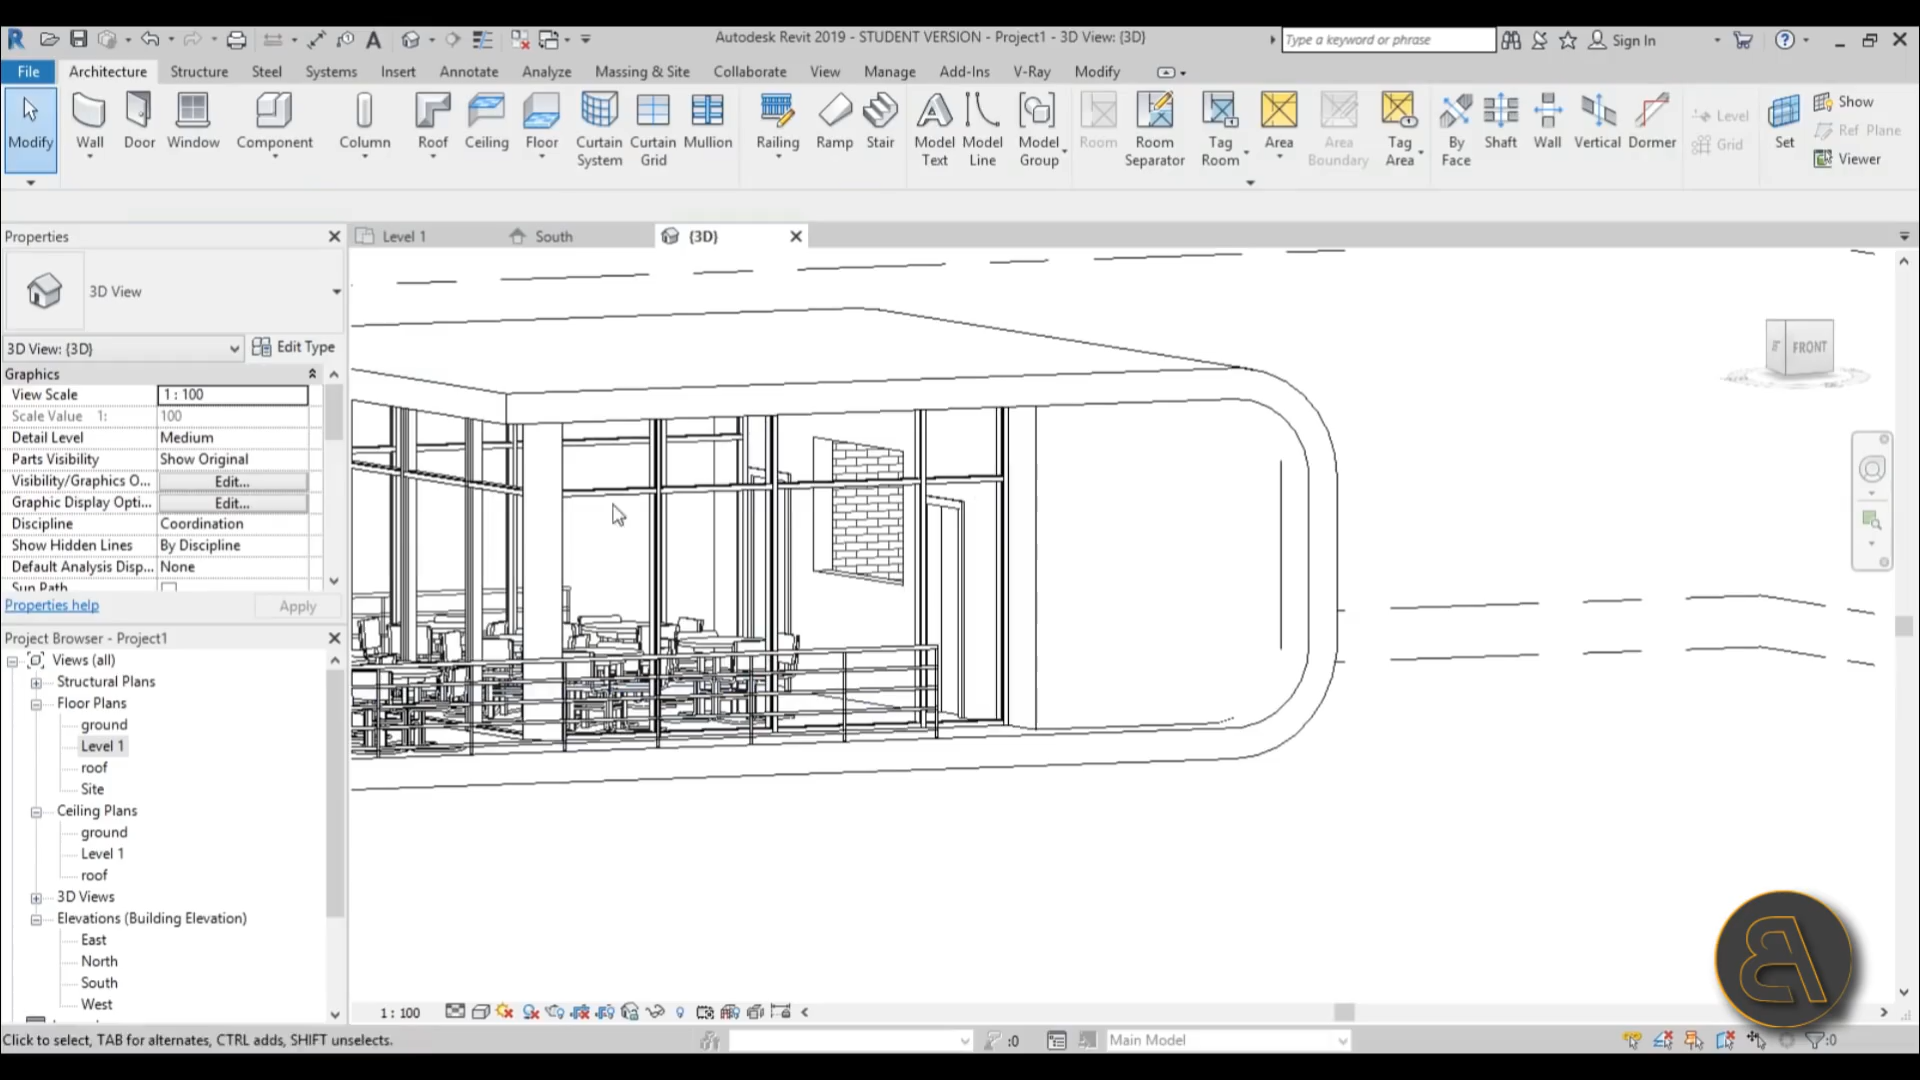 Autodesk Revit 2019 - STUDENT VERSION - Project1 - 3D View: {3D}
Type a keyword or phrase
Sign In
File Architecture Structure Steel Systems Insert Annotate Analyze Massing & Site Collaborate View Manage Add-Ins V-Ray Modify
Modify Wall Door Window Component Column Roof Ceiling Floor Curtain System Curtain Grid Mullion Railing Ramp Stair Model Text Model Line Model Group Room Room Separator Tag Room Area Area Boundary Tag Area By Face Shaft Wall Vertical Dormer Level Grid Set Show Ref Plane Viewer
Properties
Level 1
South
{3D}
3D View
3D View: {3D}
Edit Type
Graphics
View Scale 1 : 100
Scale Value 1: 100
Detail Level Medium
Parts Visibility Show Original
Visibility/Graphics O... Edit...
Graphic Display Opti... Edit...
Discipline Coordination
Show Hidden Lines By Discipline
Default Analysis Disp... None
Sun Path
Properties help
Apply
FRONT
Project Browser - Project1
Views (all)
Structural Plans
Floor Plans
ground
Level 1
roof
Site
Ceiling Plans
ground
Level 1
roof
3D Views
Elevations (Building Elevation)
East
North
South
West
1 : 100
Click to select, TAB for alternates, CTRL adds, SHIFT unselects.
:0
Main Model
:0